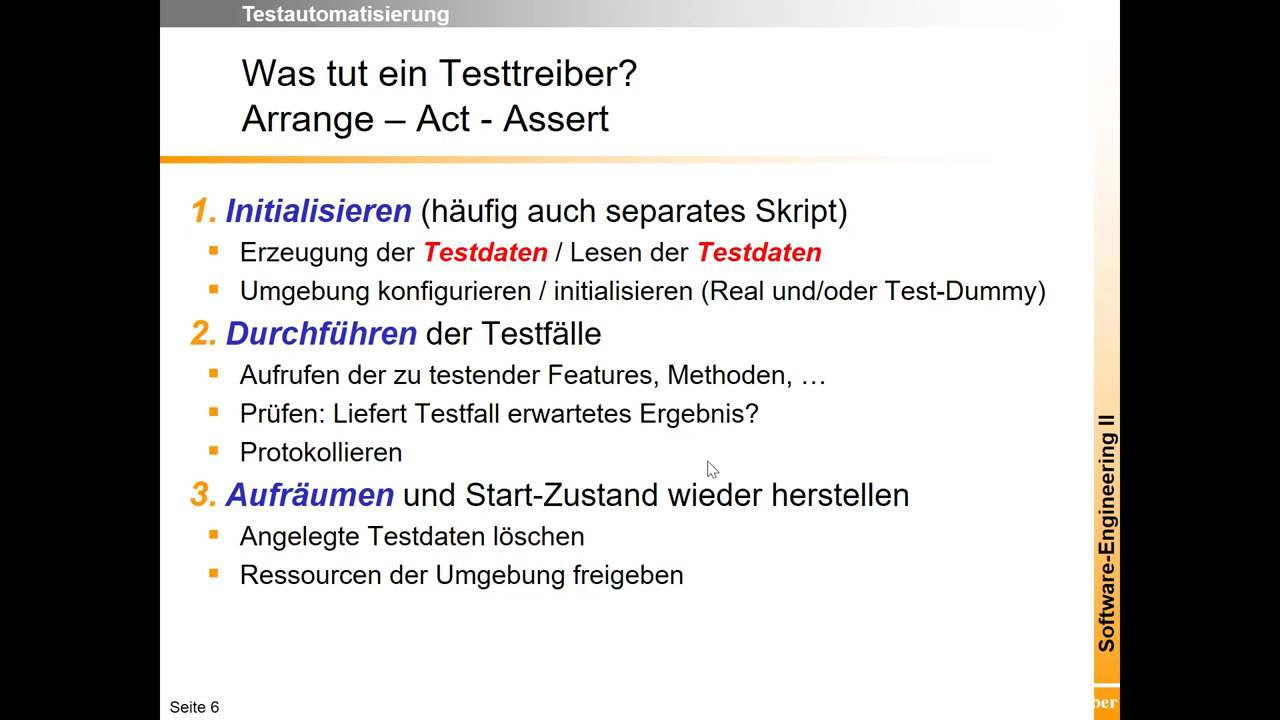 Testautomatisierung
Was tut ein Testtreiber?
Arrange – Act - Assert
1. Initialisieren (häufig auch separates Skript)
Erzeugung der Testdaten / Lesen der Testdaten
Umgebung konfigurieren / initialisieren (Real und/oder Test-Dummy)
2. Durchführen der Testfälle
Aufrufen der zu testender Features, Methoden, …
Prüfen: Liefert Testfall erwartetes Ergebnis?
Protokollieren
3. Aufräumen und Start-Zustand wieder herstellen
Angelegte Testdaten löschen
Ressourcen der Umgebung freigeben
Software-Engineering II
Seite 6